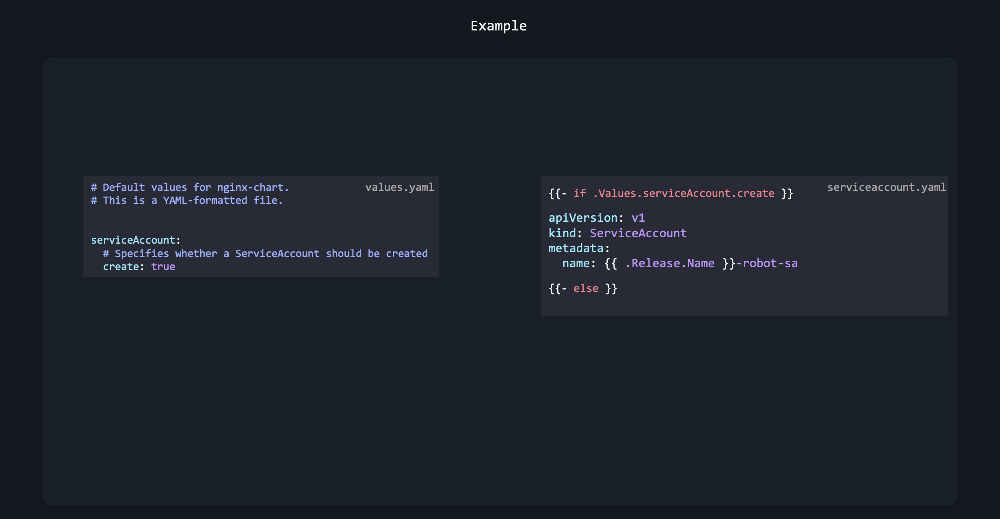 Example
values.yaml
# Default values for nginx-chart.
# This is a YAML-formatted file.
serviceAccount:
  # Specifies whether a ServiceAccount should be created
  create: true
serviceaccount.yaml
{{- if .Values.serviceAccount.create }}
apiVersion: v1
kind: ServiceAccount
metadata:
  name: {{ .Release.Name }}-robot-sa
{{- else }}